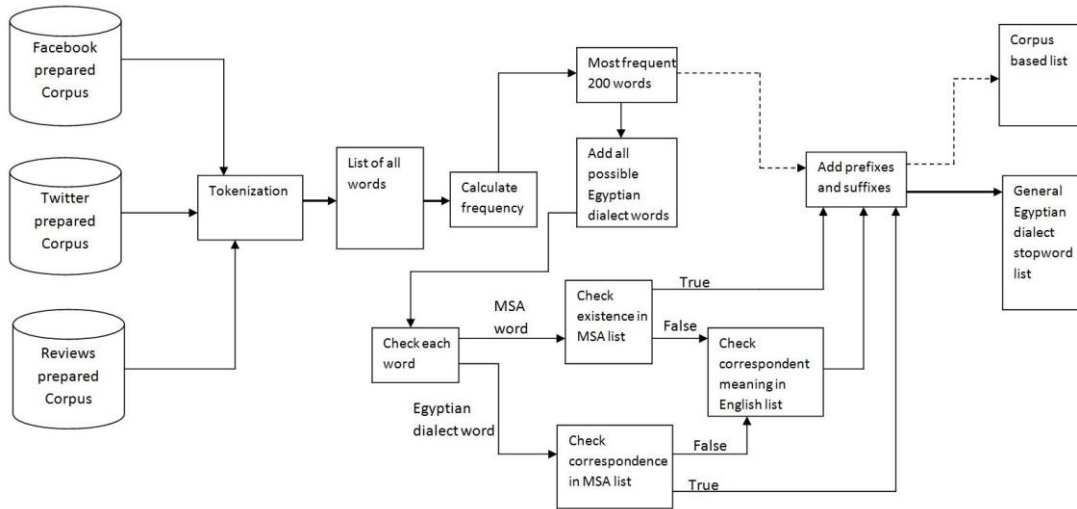 Facebook
prepared
Corpus
Twitter
prepared
Corpus
Reviews
prepared
Corpus
Tokenization
List of all
words
Calculate
frequency
Most frequent
200 words
Add all
possible
Egyptian
dialect words
Check each
word
MSA
word
Egyptian
dialect word
Check
existence in
MSA list
True
False
Check
correspondence
in MSA list
False
True
Check
correspondent
meaning in
English list
Add prefixes
and suffixes
Corpus
based list
General
Egyptian
dialect
stopword
list